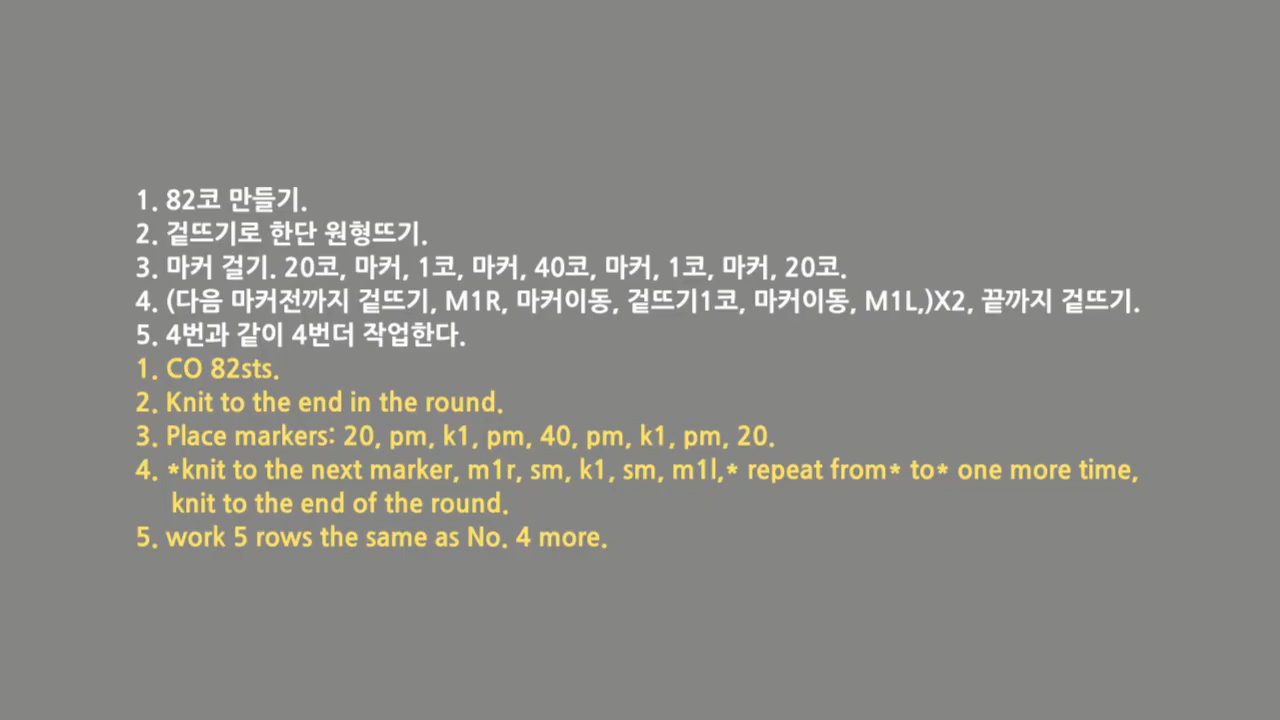 1. 82코 만들기.
2. 겉뜨기로 한단 원형뜨기.
3. 마커 걸기. 20코, 마커, 1코, 마커, 40코, 마커, 1코, 마커, 20코.
4. (다음 마커전까지 겉뜨기, M1R, 마커이동, 겉뜨기1코, 마커이동, M1L,)X2, 끝까지 겉뜨기.
5. 4번과 같이 4번더 작업한다.
1. CO 82sts.
2. Knit to the end in the round.
3. Place markers: 20, pm, k1, pm, 40, pm, k1, pm, 20.
4. *knit to the next marker, m1r, sm, k1, sm, m1l,* repeat from* to* one more time,
knit to the end of the round.
5. work 5 rows the same as No. 4 more.